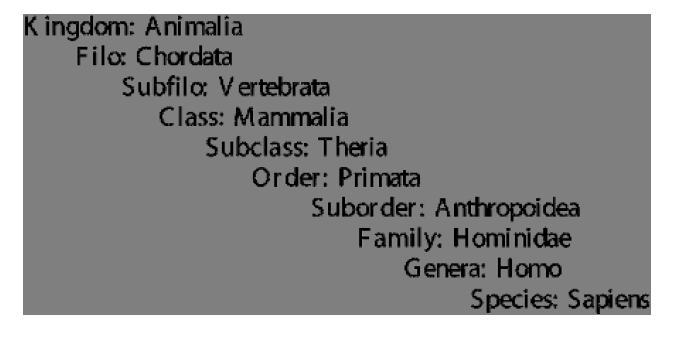 Kingdom: Animalia
Filo: Chordata
Subfilo: Vertebrata
Class: Mammalia
Subclass: Theria
Order: Primata
Suborder: Anthropoidea
Family: Hominidae
Genera: Homo
Species: Sapiens